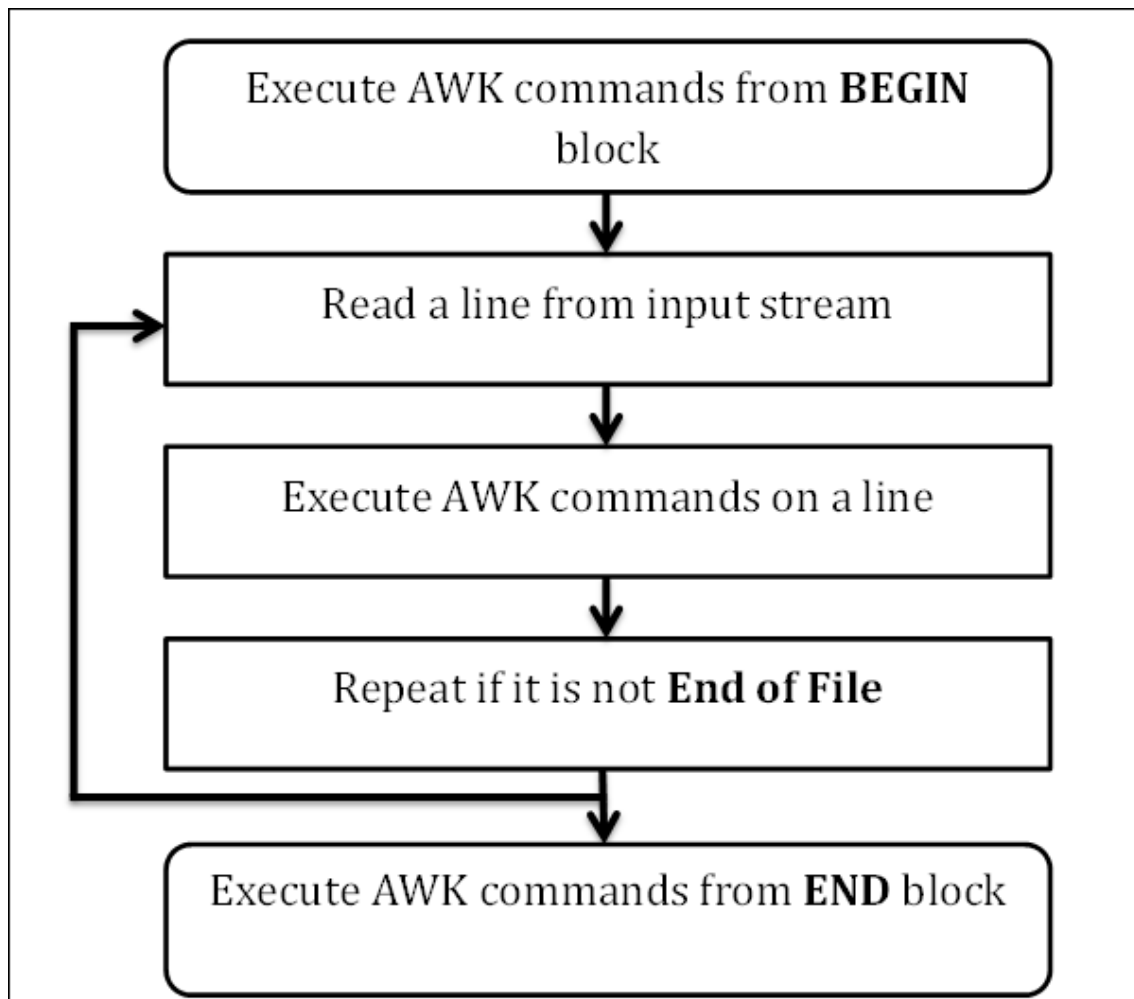 Execute AWK commands from BEGIN
block
Read a line from input stream
Execute AWK commands on a line
Repeat if it is not End of File
Execute AWK commands from END block